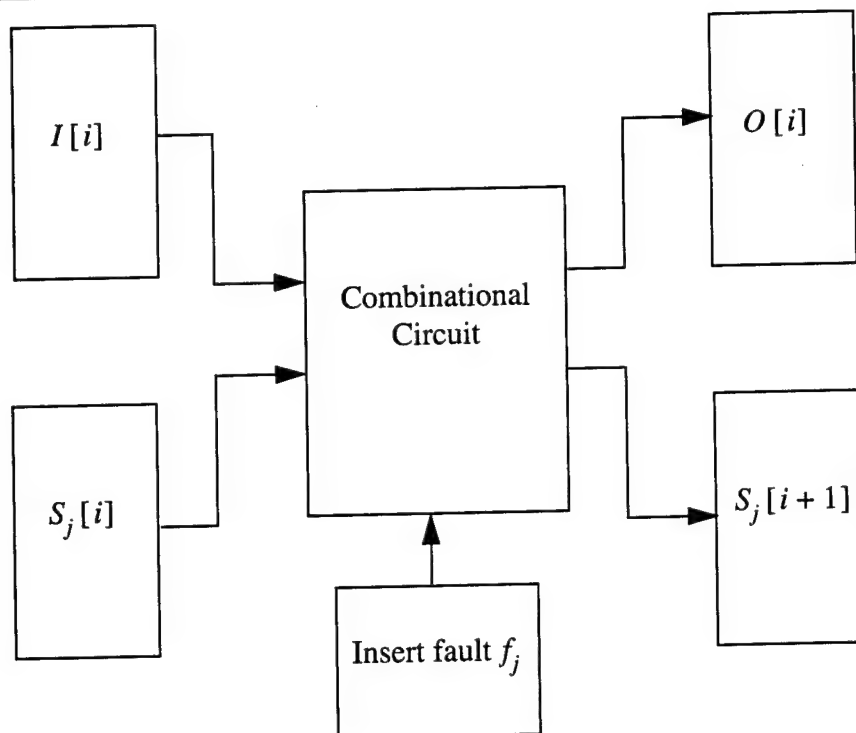 I[i]
O[i]
Combinational
Circuit
S_j[i]
S_j[i + 1]
Insert fault f_j